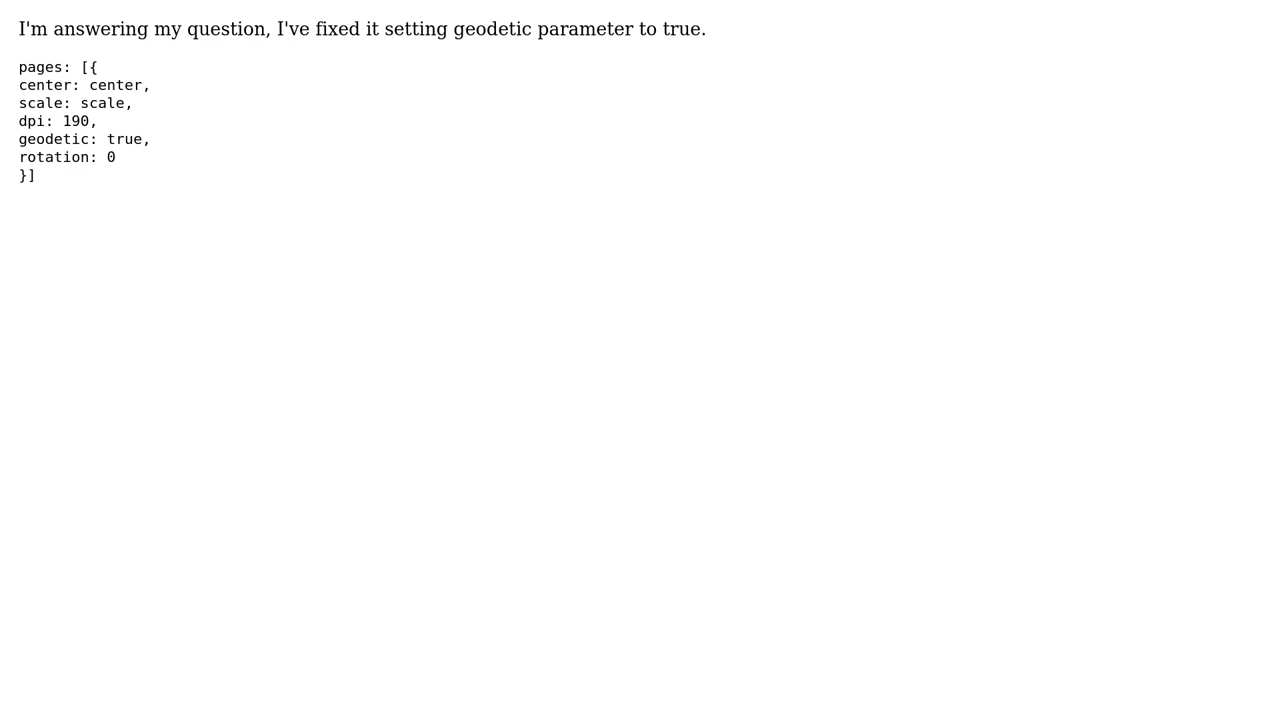 I'm answering my question, I've fixed it setting geodetic parameter to true.
pages: [{
center: center,
scale: scale,
dpi: 190,
geodetic: true,
rotation: 0
}]